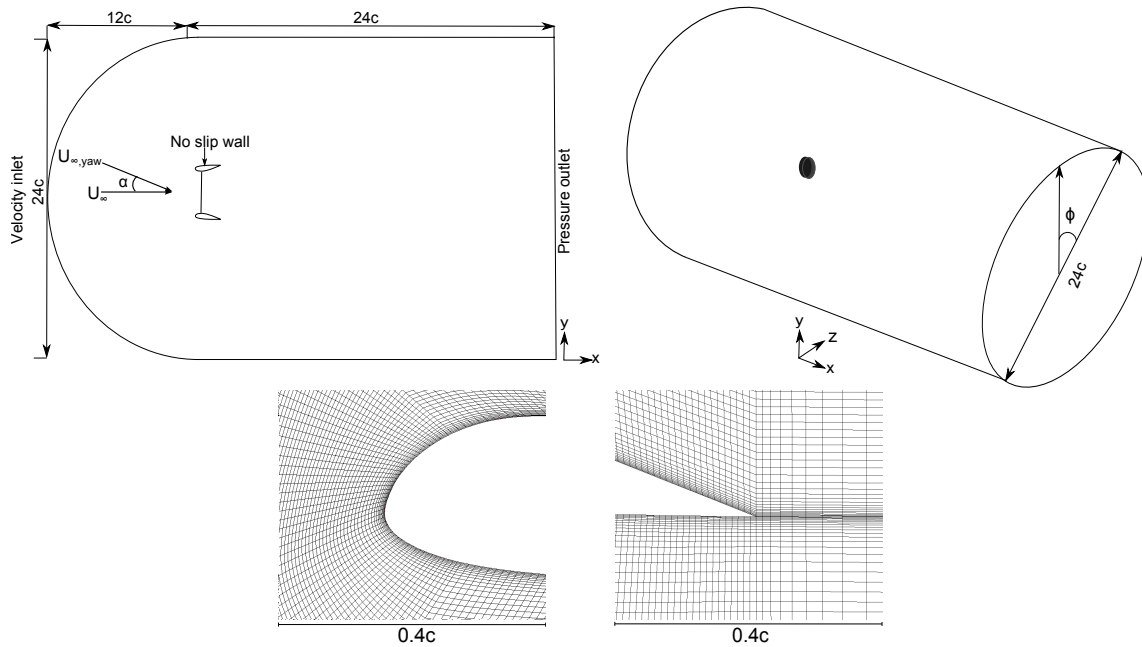 12c
24c
No slip wall
U∞,yaw
α
U∞
Velocity inlet
24c
Pressure outlet
y
x
ϕ
24c
y
z
x
0.4c
0.4c